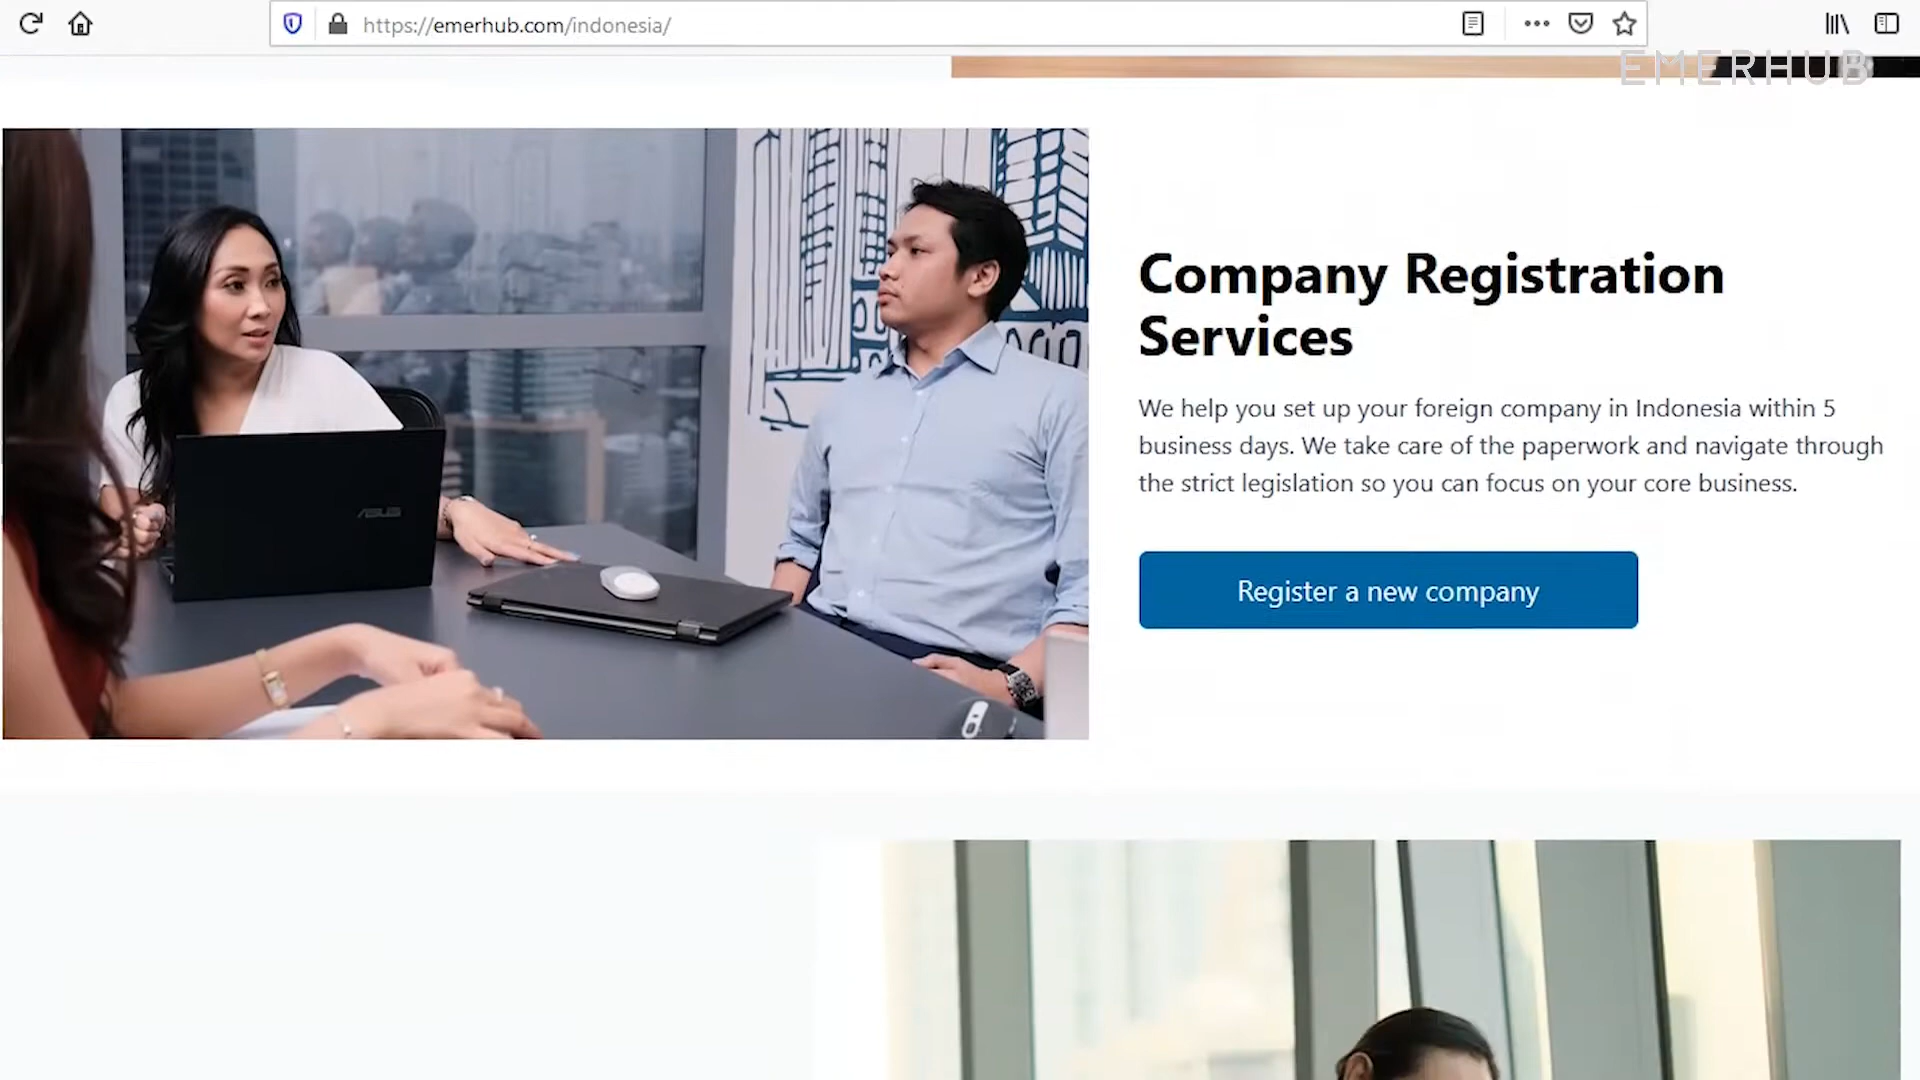 https://emerhub.com/indonesia/
EMERHUB
Company Registration
Services
We help you set up your foreign company in Indonesia within 5
business days. We take care of the paperwork and navigate through
the strict legislation so you can focus on your core business.
Register a new company
ASUS